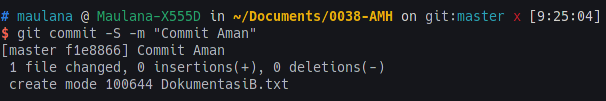 # maulana @ Maulana-X555D in ~/Documents/0038-AMH on git:master x [9:25:04]
$ git commit -S -m "Commit Aman"
[master f1e8866] Commit Aman
 1 file changed, 0 insertions(+), 0 deletions(-)
 create mode 100644 DokumentasiB.txt